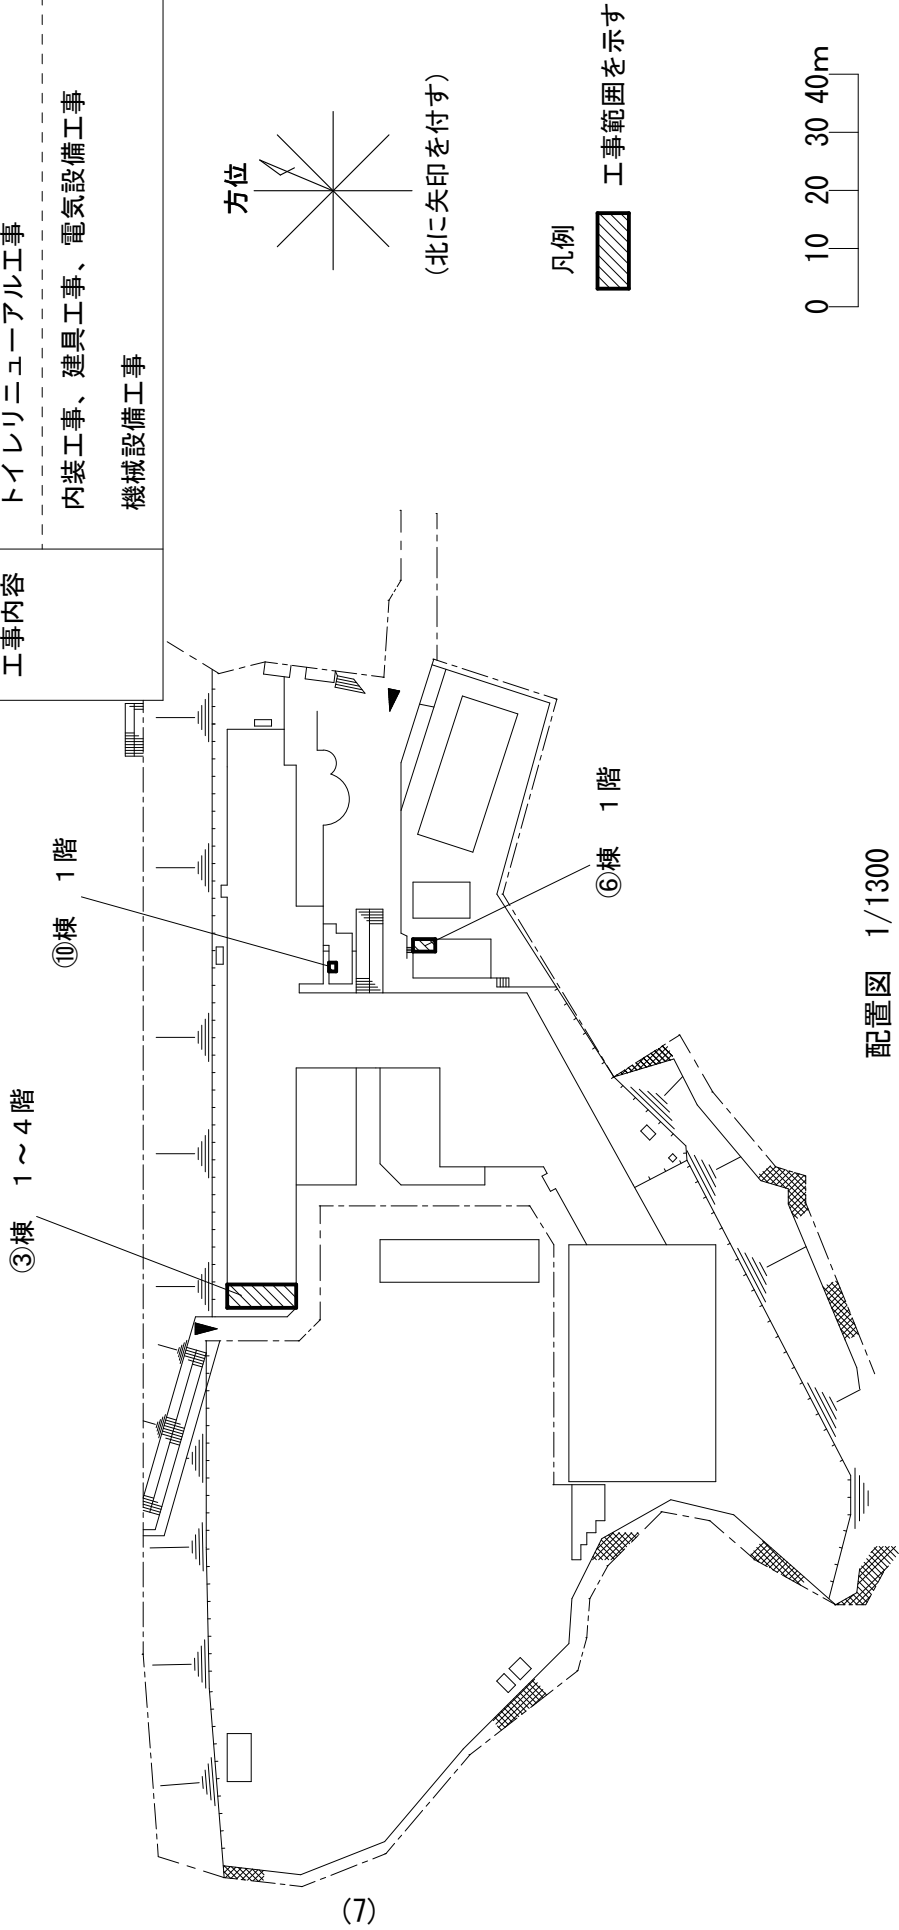 工事内容
トイレリニューアル工事
内装工事、建具工事、電気設備工事
機械設備工事
③棟 1～4階
⑩棟 1階
⑥棟 1階
方位
(北に矢印を付す)
凡例
工事範囲を示す
0 10 20 30 40m
配置図 1/1300
(7)